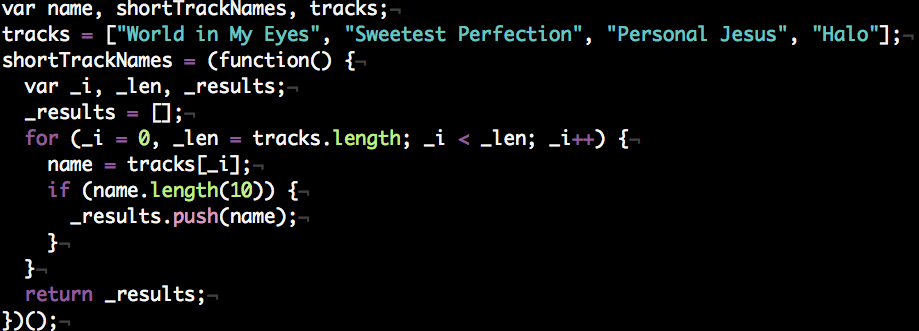 var name, shortTrackNames, tracks;¬
tracks = ["World in My Eyes", "Sweetest Perfection", "Personal Jesus", "Halo"];¬
shortTrackNames = (function() {¬
  var _i, _len, _results;¬
  _results = [];¬
  for (_i = 0, _len = tracks.length; _i < _len; _i++) {¬
    name = tracks[_i];¬
    if (name.length(10)) {¬
      _results.push(name);¬
    }¬
  }¬
  return _results;¬
})();¬